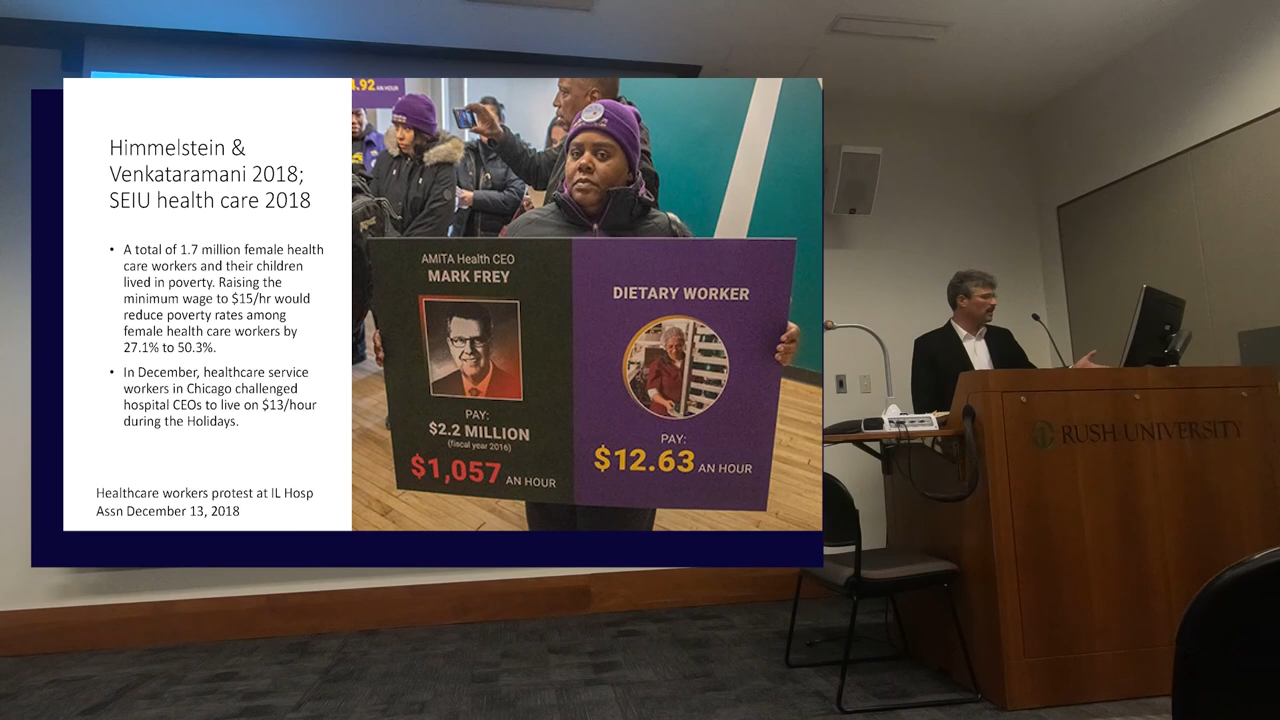 Himmelstein &
Venkataramani 2018;
SEIU health care 2018
• A total of 1.7 million female health
care workers and their children
lived in poverty. Raising the
minimum wage to $15/hr would
reduce poverty rates among
female health care workers by
27.1% to 50.3%.
• In December, healthcare service
workers in Chicago challenged
hospital CEOs to live on $13/hour
during the Holidays.
Healthcare workers protest at IL Hosp
Assn December 13, 2018
.92 AN HOUR
AMITA Health CEO
MARK FREY
PAY:
$2.2 MILLION
(fiscal year 2016)
$1,057 AN HOUR
DIETARY WORKER
PAY:
$12.63 AN HOUR
RUSH UNIVERSITY